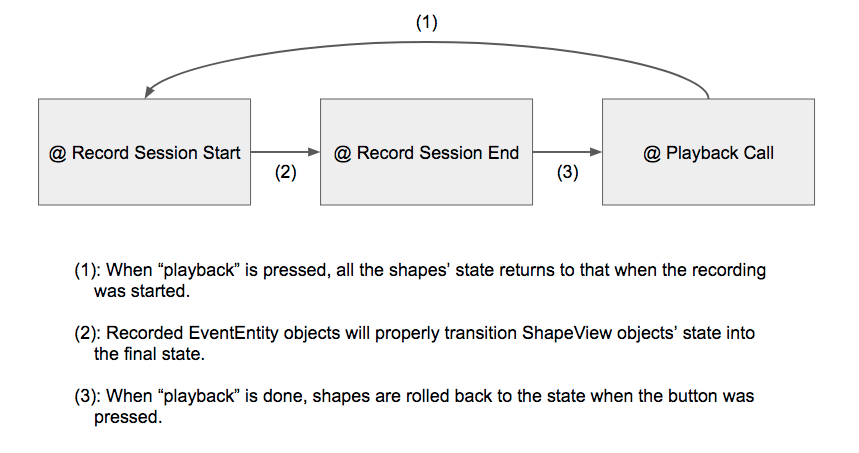 (1)
@ Record Session Start
@ Record Session End
@ Playback Call
(2)
(3)
(1): When “playback” is pressed, all the shapes’ state returns to that when the recording
was started.
(2): Recorded EventEntity objects will properly transition ShapeView objects’ state into
the final state.
(3): When “playback” is done, shapes are rolled back to the state when the button was
pressed.